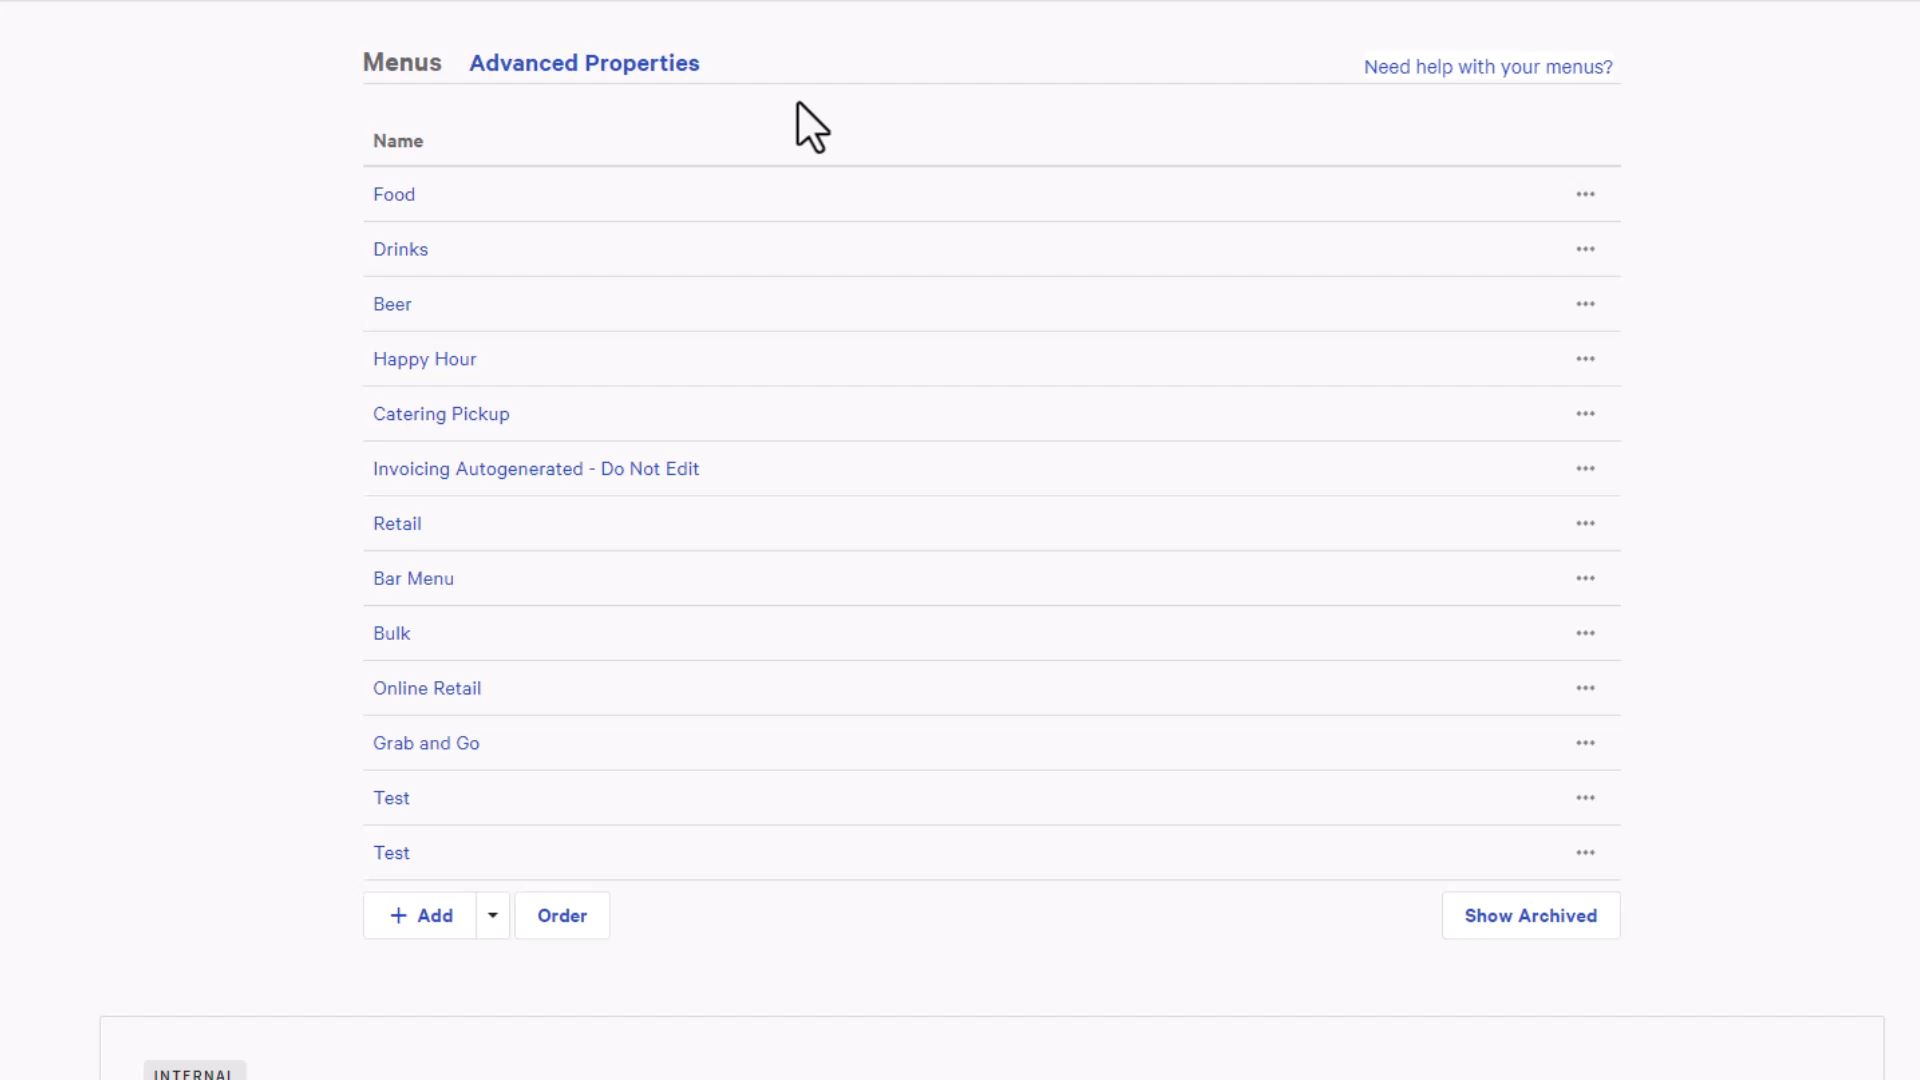 Menus Advanced Properties Need help with your menus?
Name
Food
Drinks
Beer
Happy Hour
Catering Pickup
Invoicing Autogenerated - Do Not Edit
Retail
Bar Menu
Bulk
Online Retail
Grab and Go
Test
Test
+ Add Order Show Archived
INTERNAL